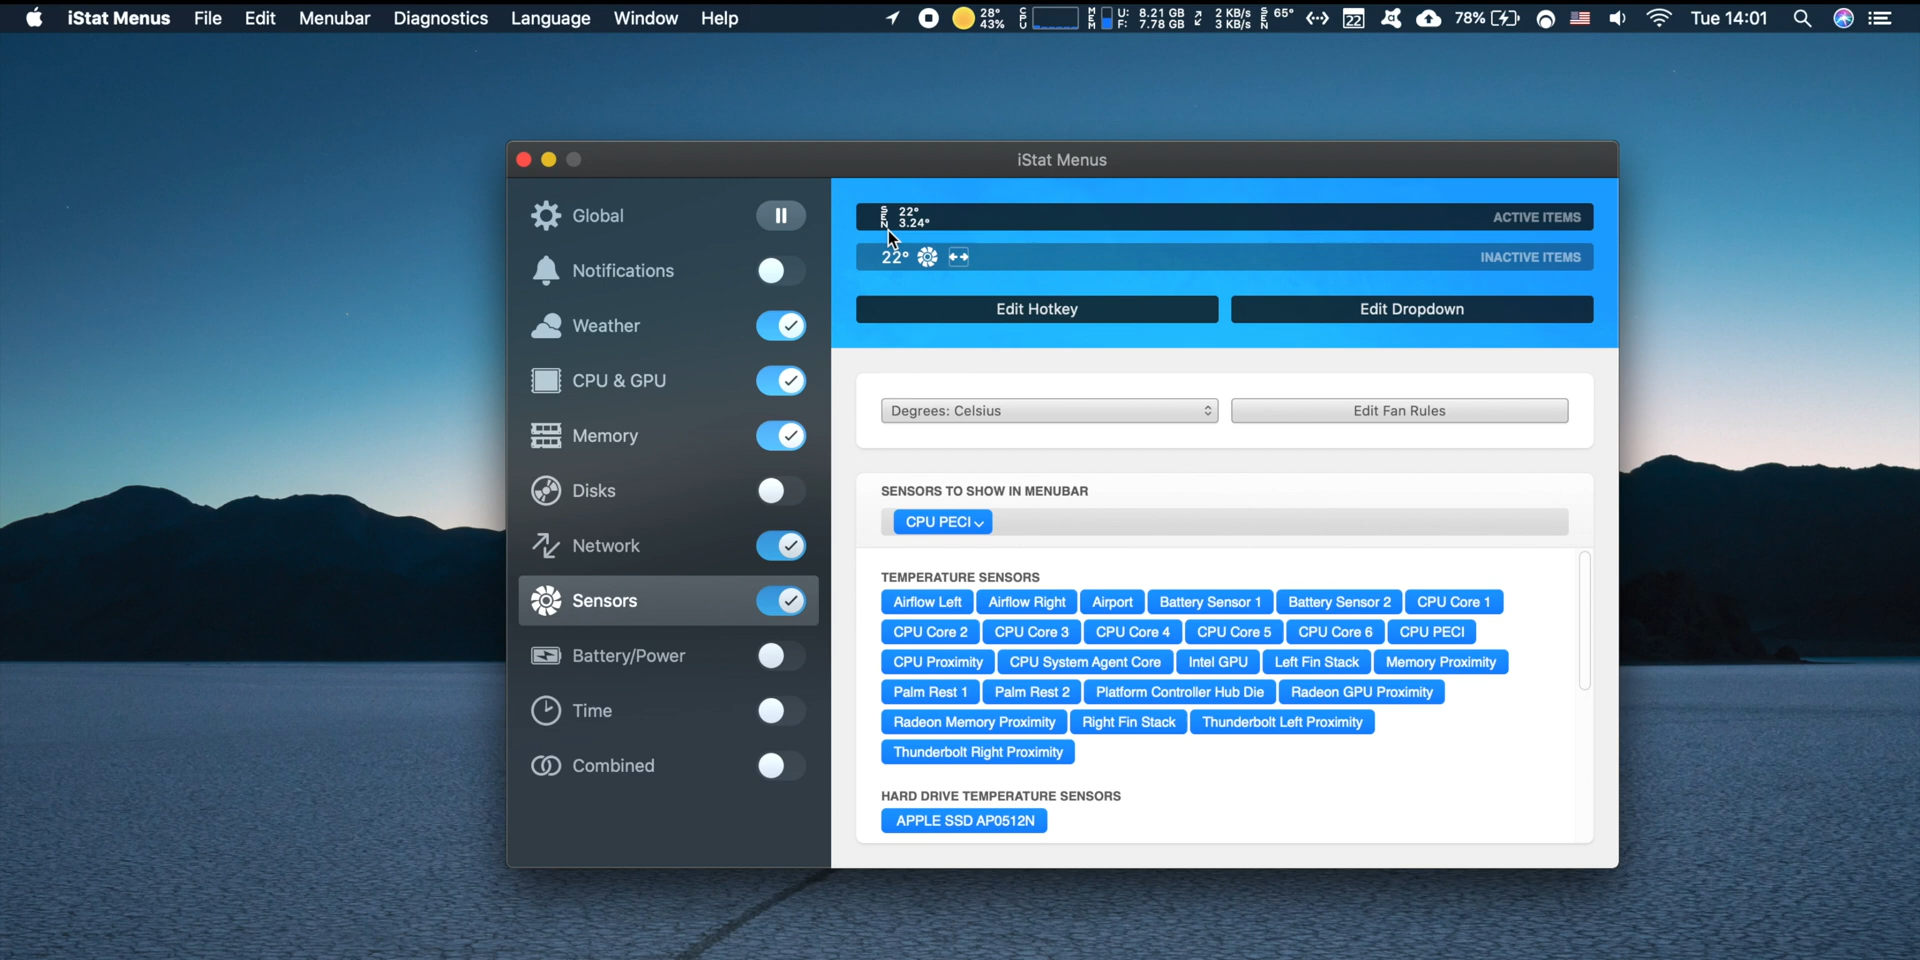 iStat Menus File Edit Menubar Diagnostics Language Window Help
28° 43% CPU MEM U: 8.21 GB F: 7.78 GB 2 KB/s 3 KB/s SEN 65° 22 78% Tue 14:01
iStat Menus
Global
Notifications
Weather
CPU & GPU
Memory
Disks
Network
Sensors
Battery/Power
Time
Combined
SEN 22° 3.24° ACTIVE ITEMS
22° INACTIVE ITEMS
Edit Hotkey Edit Dropdown
Degrees: Celsius Edit Fan Rules
SENSORS TO SHOW IN MENUBAR
CPU PECI
TEMPERATURE SENSORS
Airflow Left Airflow Right Airport Battery Sensor 1 Battery Sensor 2 CPU Core 1
CPU Core 2 CPU Core 3 CPU Core 4 CPU Core 5 CPU Core 6 CPU PECI
CPU Proximity CPU System Agent Core Intel GPU Left Fin Stack Memory Proximity
Palm Rest 1 Palm Rest 2 Platform Controller Hub Die Radeon GPU Proximity
Radeon Memory Proximity Right Fin Stack Thunderbolt Left Proximity
Thunderbolt Right Proximity
HARD DRIVE TEMPERATURE SENSORS
APPLE SSD AP0512N